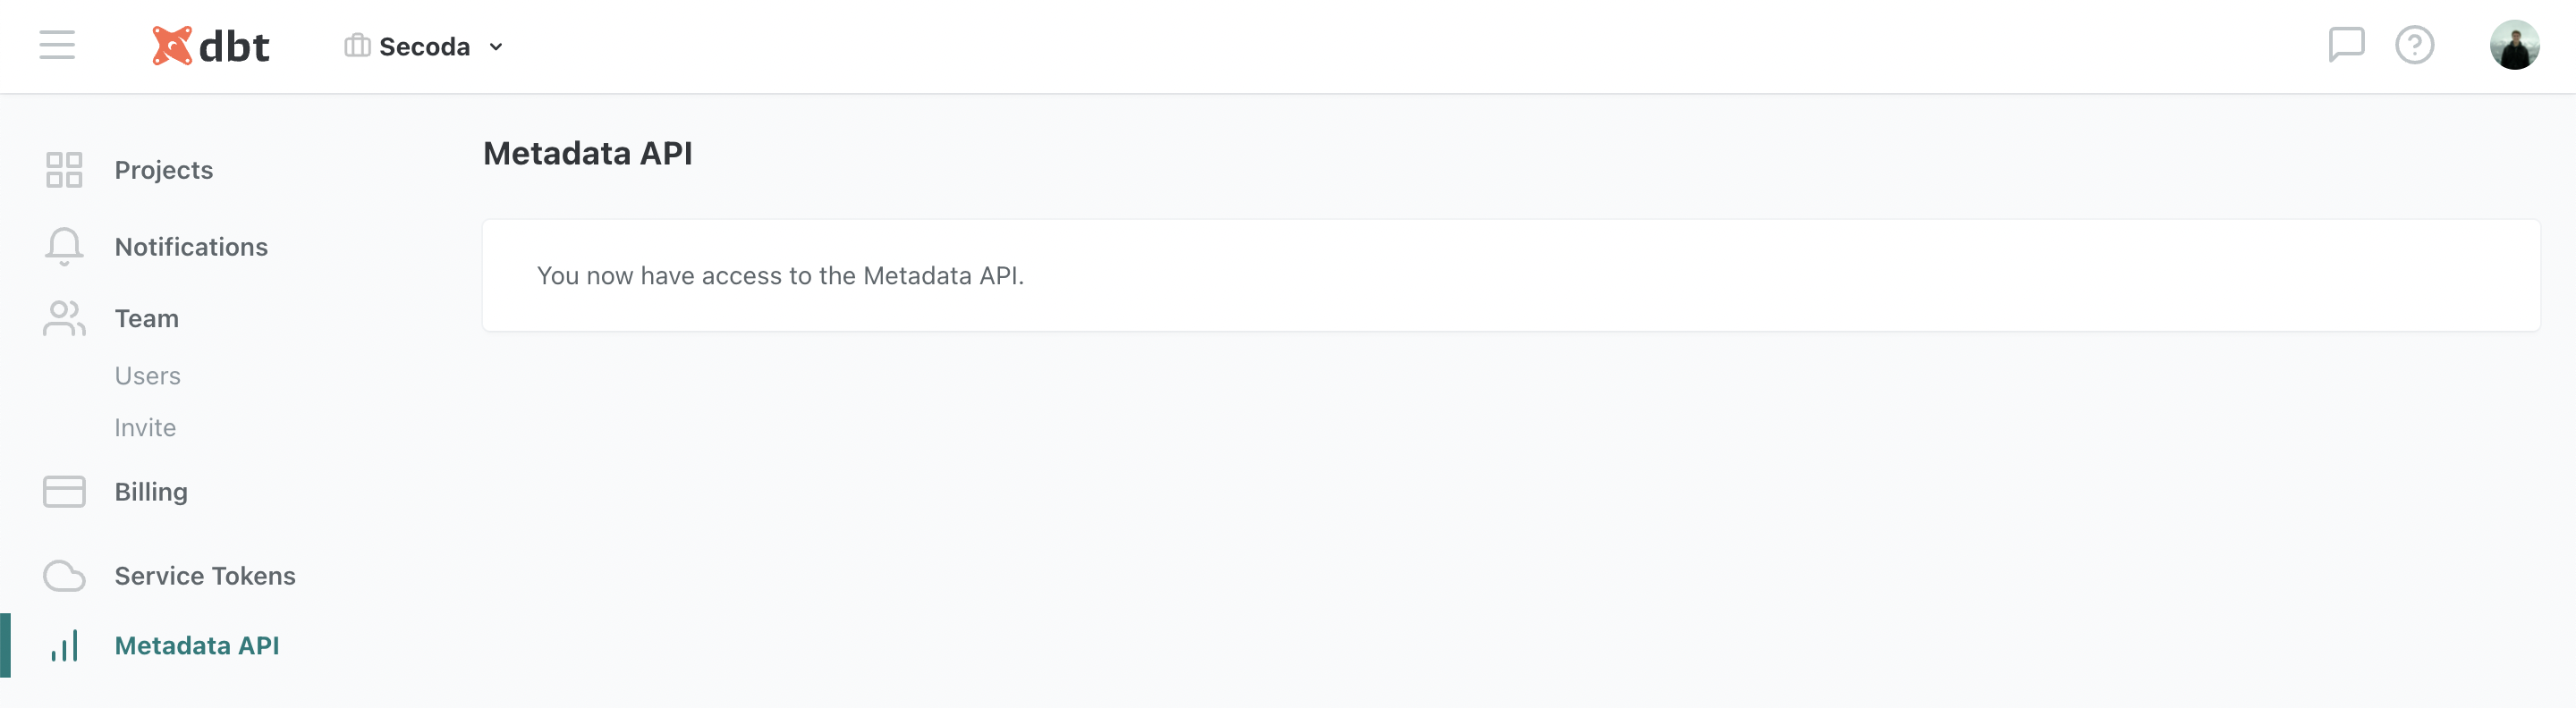 dbt
Secoda
Projects
Notifications
Team
Users
Invite
Billing
Service Tokens
Metadata API
Metadata API
You now have access to the Metadata API.